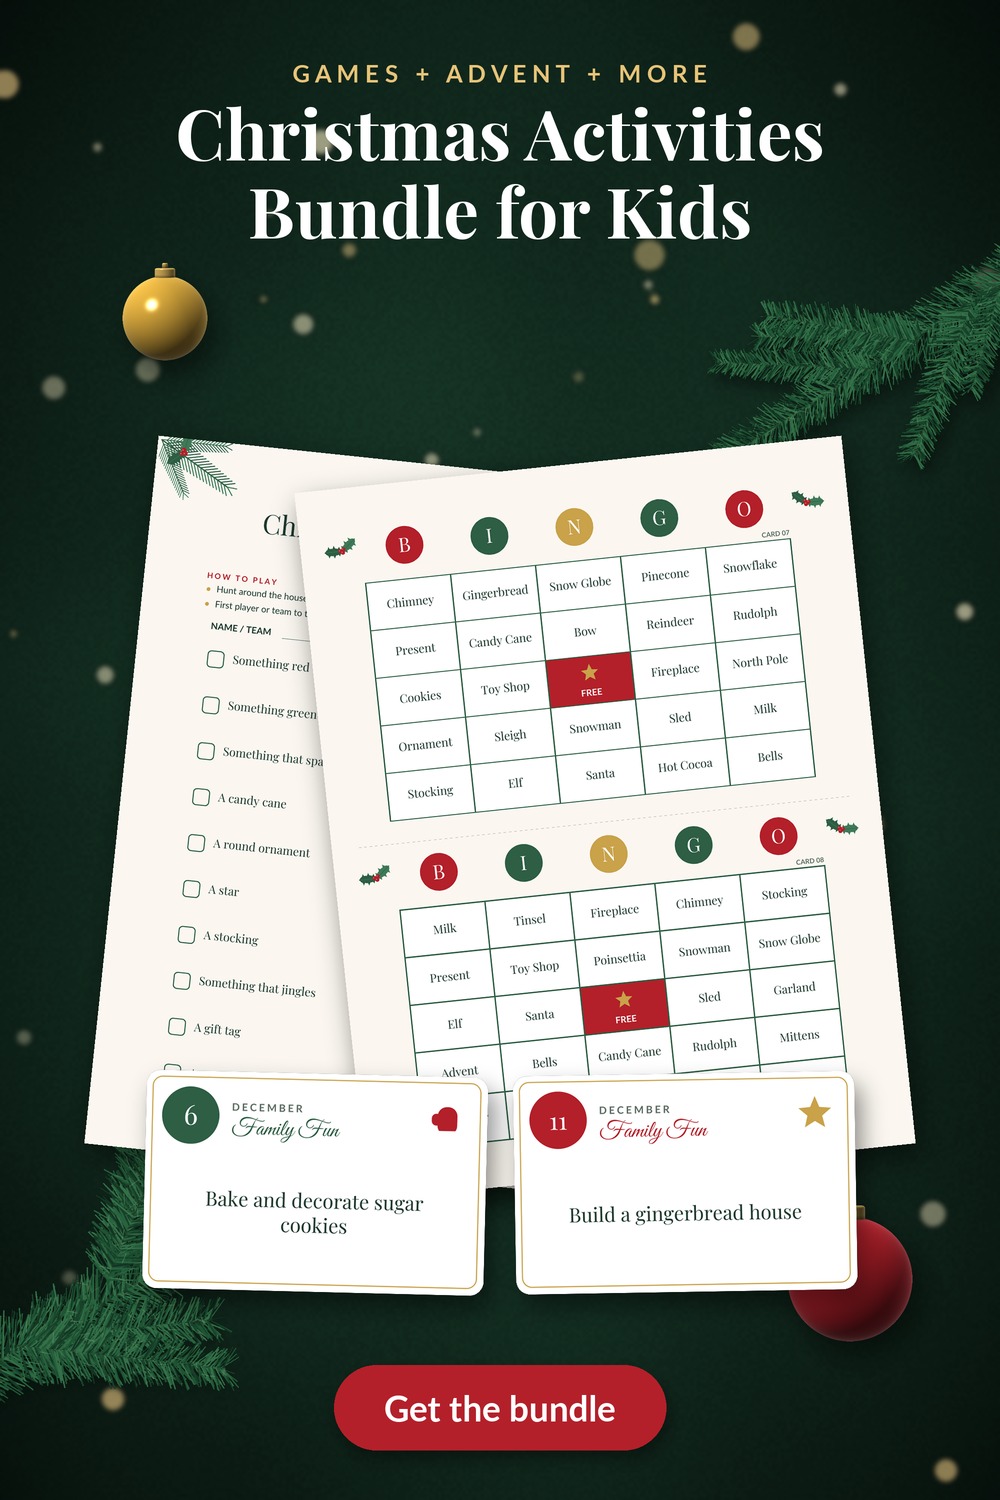 GAMES + ADVENT + MORE
Christmas Activities
Bundle for Kids
HOW TO PLAY
Hunt around the house
First player or team to
NAME / TEAM
Something red
Something green
Something that
A candy cane
A round ornament
A star
A stocking
Something that jingles
A gift tag
B I N G O
CARD 07
Chimney Gingerbread Snow Globe Pinecone Snowflake
Present Candy Cane Bow Reindeer Rudolph
Cookies Toy Shop FREE Fireplace North Pole
Ornament Sleigh Snowman Sled Milk
Stocking Elf Santa Hot Cocoa Bells
B I N G O
CARD 08
Milk Tinsel Fireplace Chimney Stocking
Present Toy Shop Poinsettia Snowman Snow Globe
Elf Santa FREE Sled Garland
Advent Bells Candy Cane Rudolph Mittens
6
DECEMBER
Family Fun
Bake and decorate sugar
cookies
11
DECEMBER
Family Fun
Build a gingerbread house
Get the bundle